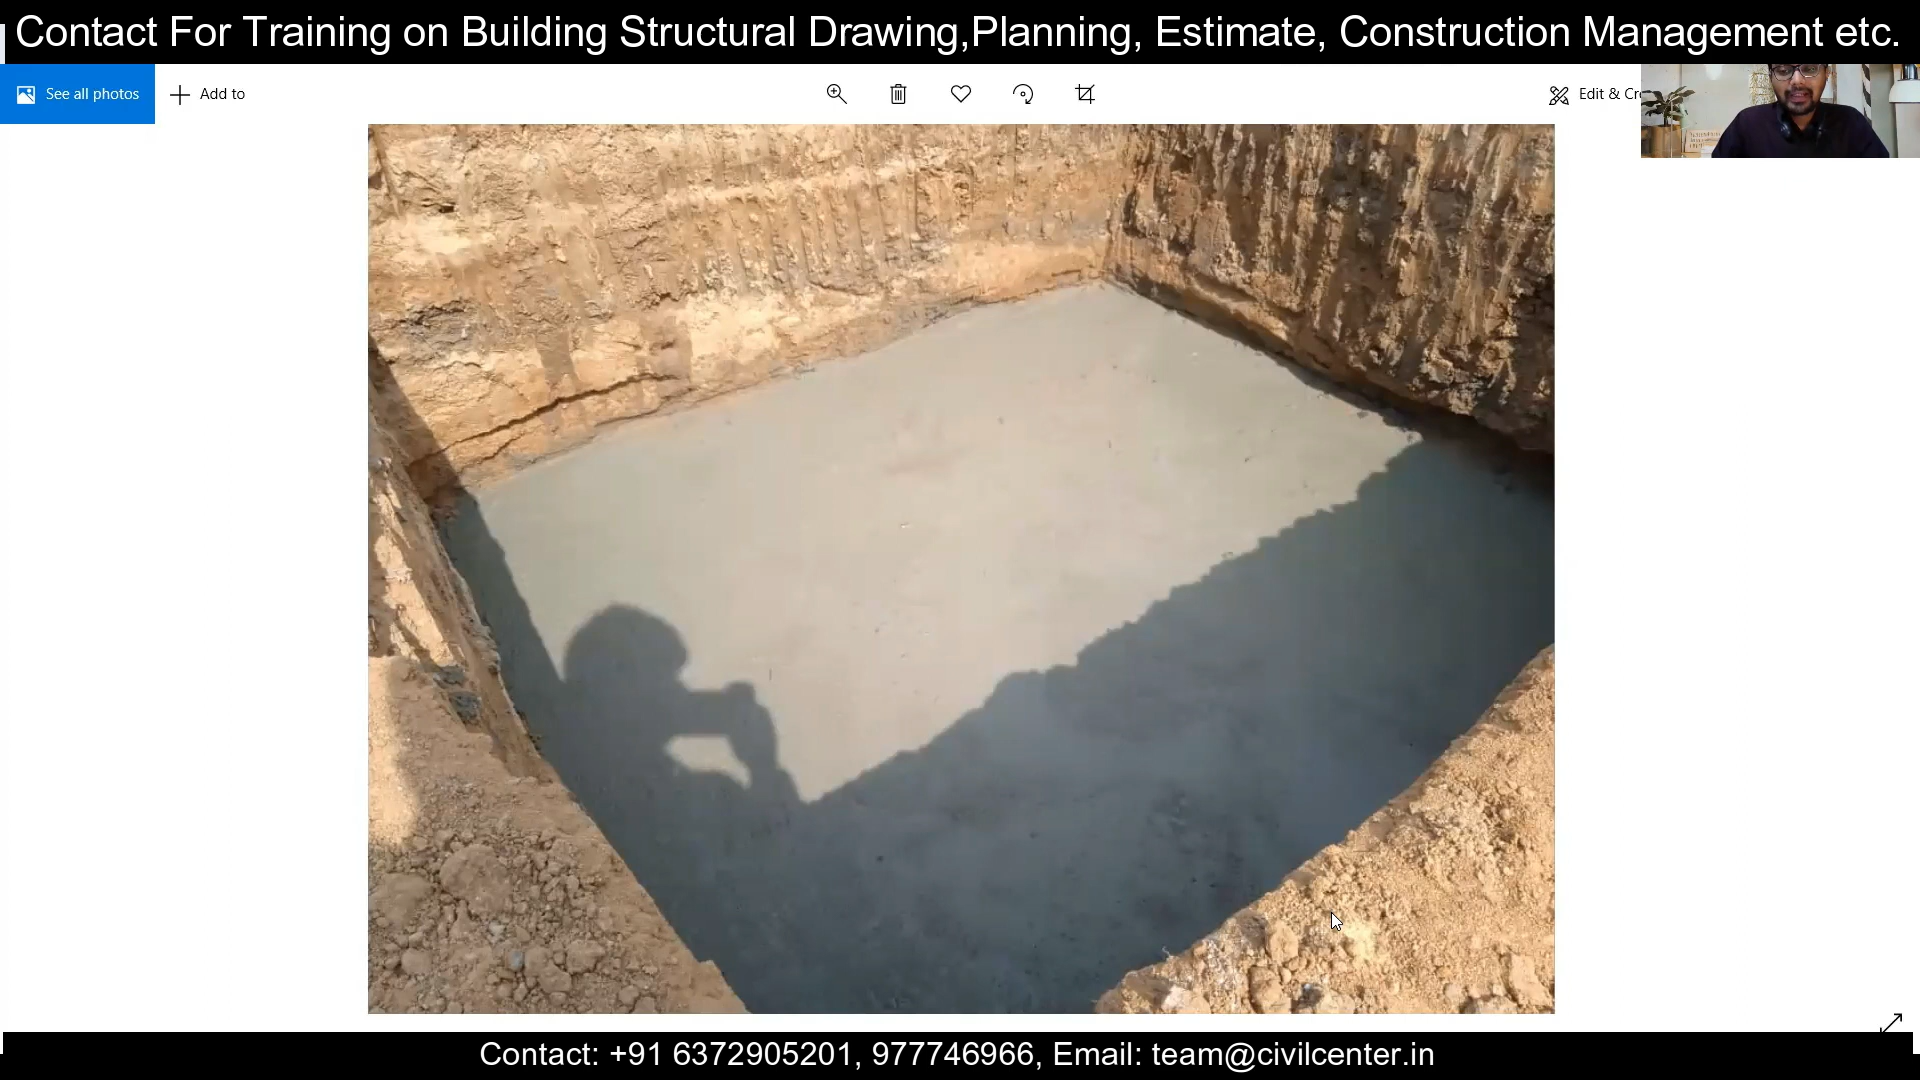 Contact For Training on Building Structural Drawing,Planning, Estimate, Construction Management etc.
See all photos
Add to
Edit & Cr
Contact: +91 6372905201, 977746966, Email: team@civilcenter.in